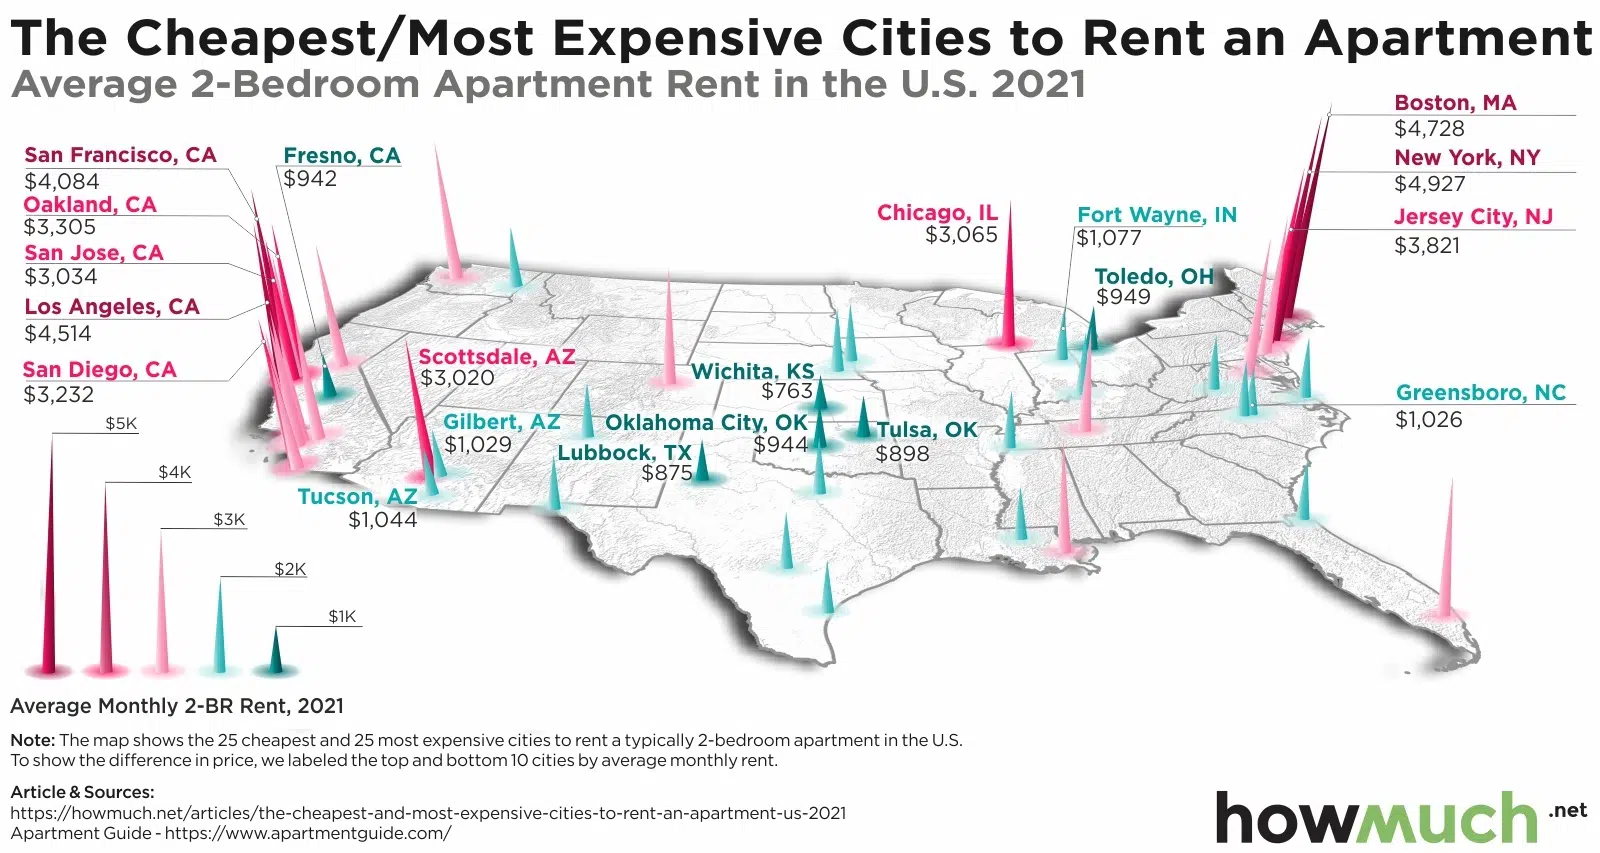 The Cheapest/Most Expensive Cities to Rent an Apartment
Average 2-Bedroom Apartment Rent in the U.S. 2021
San Francisco, CA
$4,084
Oakland, CA
$3,305
San Jose, CA
$3,034
Los Angeles, CA
$4,514
San Diego, CA
$3,232
Fresno, CA
$942
Scottsdale, AZ
$3,020
Gilbert, AZ
$1,029
Tucson, AZ
$1,044
Wichita, KS
$763
Oklahoma City, OK
$944
Lubbock, TX
$875
Tulsa, OK
$898
Chicago, IL
$3,065
Fort Wayne, IN
$1,077
Toledo, OH
$949
Boston, MA
$4,728
New York, NY
$4,927
Jersey City, NJ
$3,821
Greensboro, NC
$1,026
$5K
$4K
$3K
$2K
$1K
Average Monthly 2-BR Rent, 2021
Note: The map shows the 25 cheapest and 25 most expensive cities to rent a typically 2-bedroom apartment in the U.S.
To show the difference in price, we labeled the top and bottom 10 cities by average monthly rent.
Article & Sources:
https://howmuch.net/articles/the-cheapest-and-most-expensive-cities-to-rent-an-apartment-us-2021
Apartment Guide - https://www.apartmentguide.com/
howmuch.net